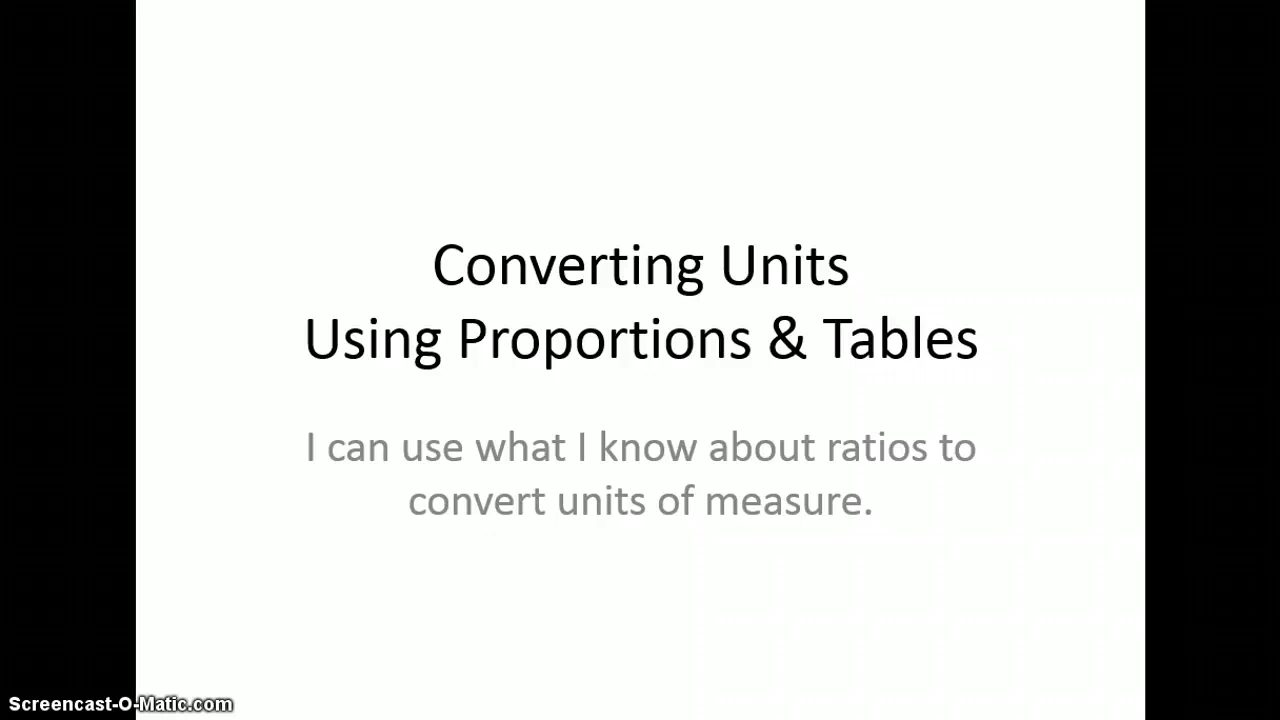 Converting Units
Using Proportions & Tables
I can use what I know about ratios to
convert units of measure.
Screencast-O-Matic.com